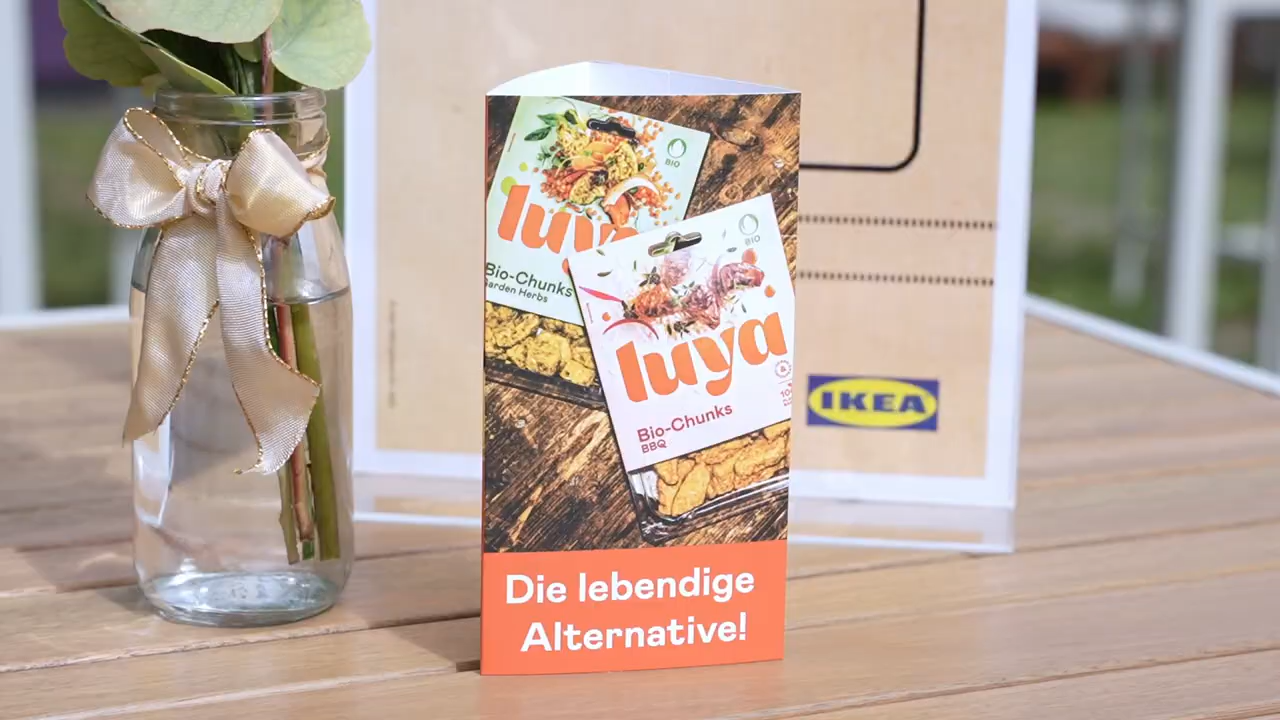 BIO
luya
Bio-Chunks
Garden Herbs
BIO
luya
Bio-Chunks
BBQ
IKEA
Die lebendige
Alternative!